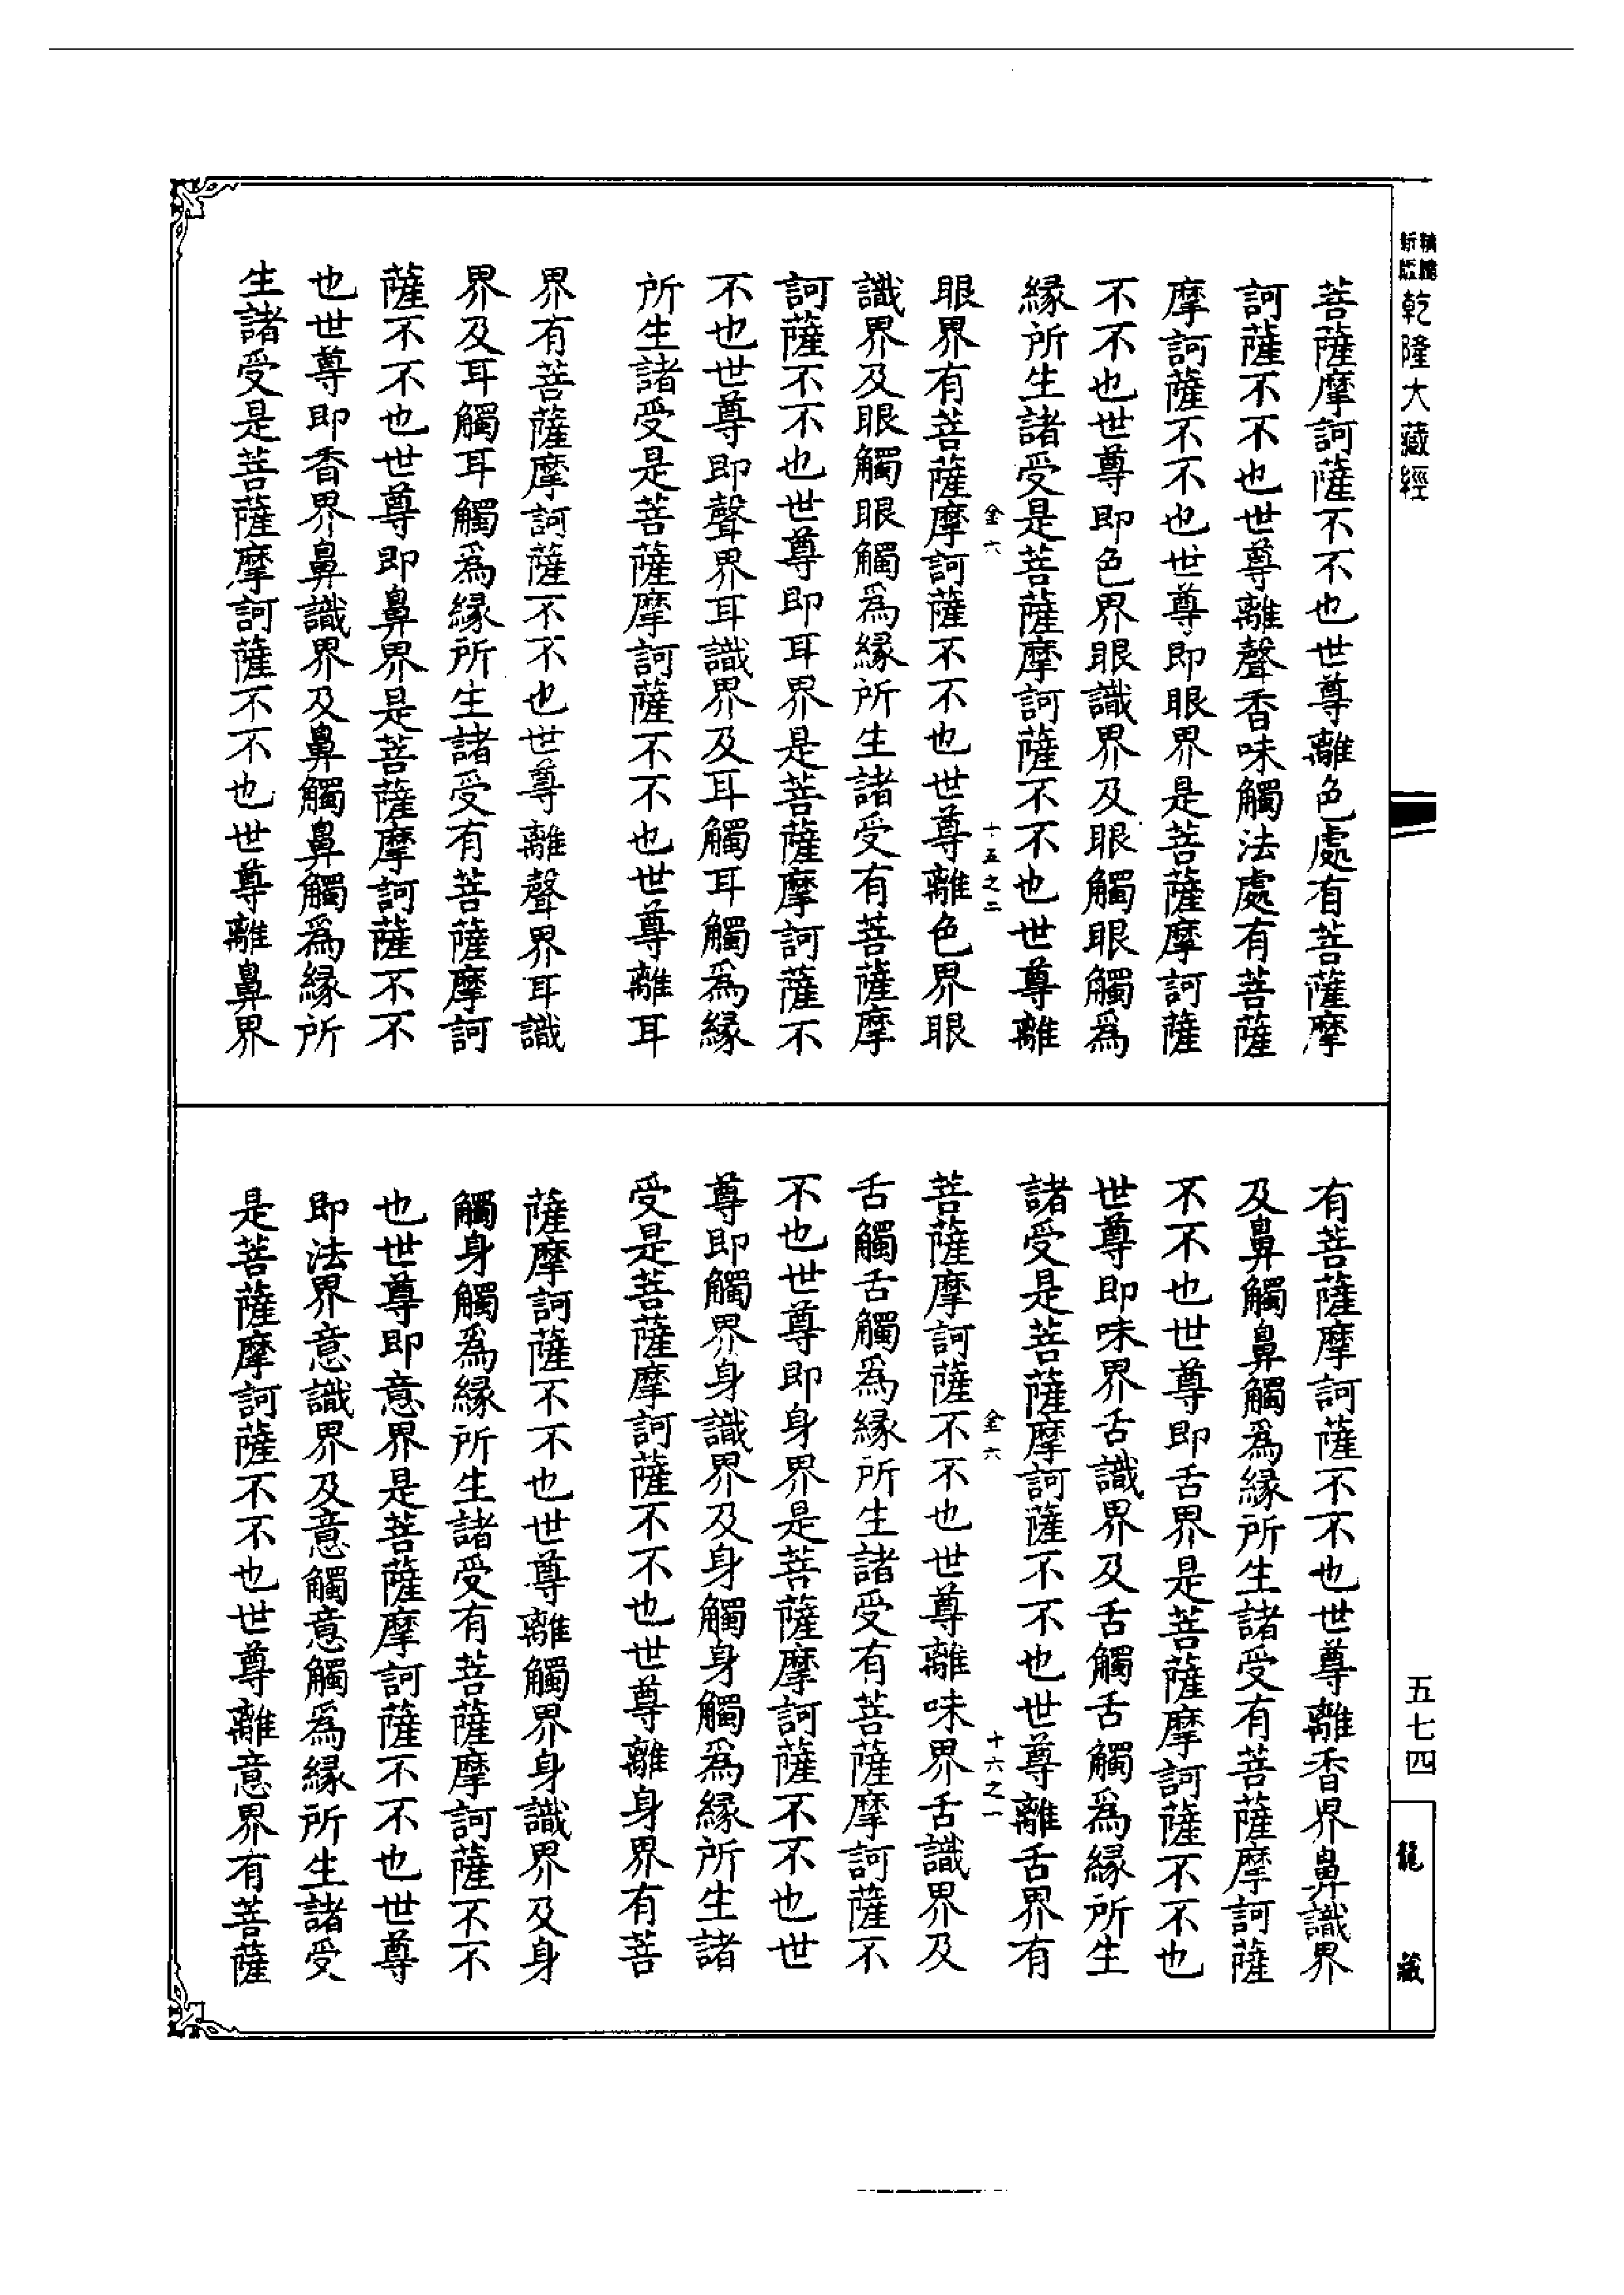 乾隆大藏經
菩薩摩訶薩不不也世尊離色處有菩薩摩
訶薩不不也世尊離聲香味觸法處有菩薩
摩訶薩不不也世尊即眼界是菩薩摩訶薩
不不也世尊即色界眼識界及眼觸眼觸爲
緣所生諸受是菩薩摩訶薩不不也世尊離
金六 十五之二
眼界有菩薩摩訶薩不不也世尊離色界眼
識界及眼觸眼觸爲緣所生諸受有菩薩摩
訶薩不不也世尊即耳界是菩薩摩訶薩不
不也世尊即聲界耳識界及耳觸耳觸爲緣
所生諸受是菩薩摩訶薩不不也世尊離耳
界有菩薩摩訶薩不不也世尊離聲界耳識
界及耳觸耳觸爲緣所生諸受有菩薩摩訶
薩不不也世尊即鼻界是菩薩摩訶薩不不
也世尊即香界鼻識界及鼻觸鼻觸爲緣所
生諸受是菩薩摩訶薩不不也世尊離鼻界
有菩薩摩訶薩不不也世尊離香界鼻識界
及鼻觸鼻觸爲緣所生諸受有菩薩摩訶薩
不不也世尊即舌界是菩薩摩訶薩不不也
世尊即味界舌識界及舌觸舌觸爲緣所生
諸受是菩薩摩訶薩不不也世尊離舌界有
金六 十六之一
菩薩摩訶薩不不也世尊離味界舌識界及
舌觸舌觸爲緣所生諸受有菩薩摩訶薩不
不也世尊即身界是菩薩摩訶薩不不也世
尊即觸界身識界及身觸身觸爲緣所生諸
受是菩薩摩訶薩不不也世尊離身界有菩
薩摩訶薩不不也世尊離觸界身識界及身
觸身觸爲緣所生諸受有菩薩摩訶薩不不
也世尊即意界是菩薩摩訶薩不不也世尊
即法界意識界及意觸意觸爲緣所生諸受
是菩薩摩訶薩不不也世尊離意界有菩薩
五七四
龍藏